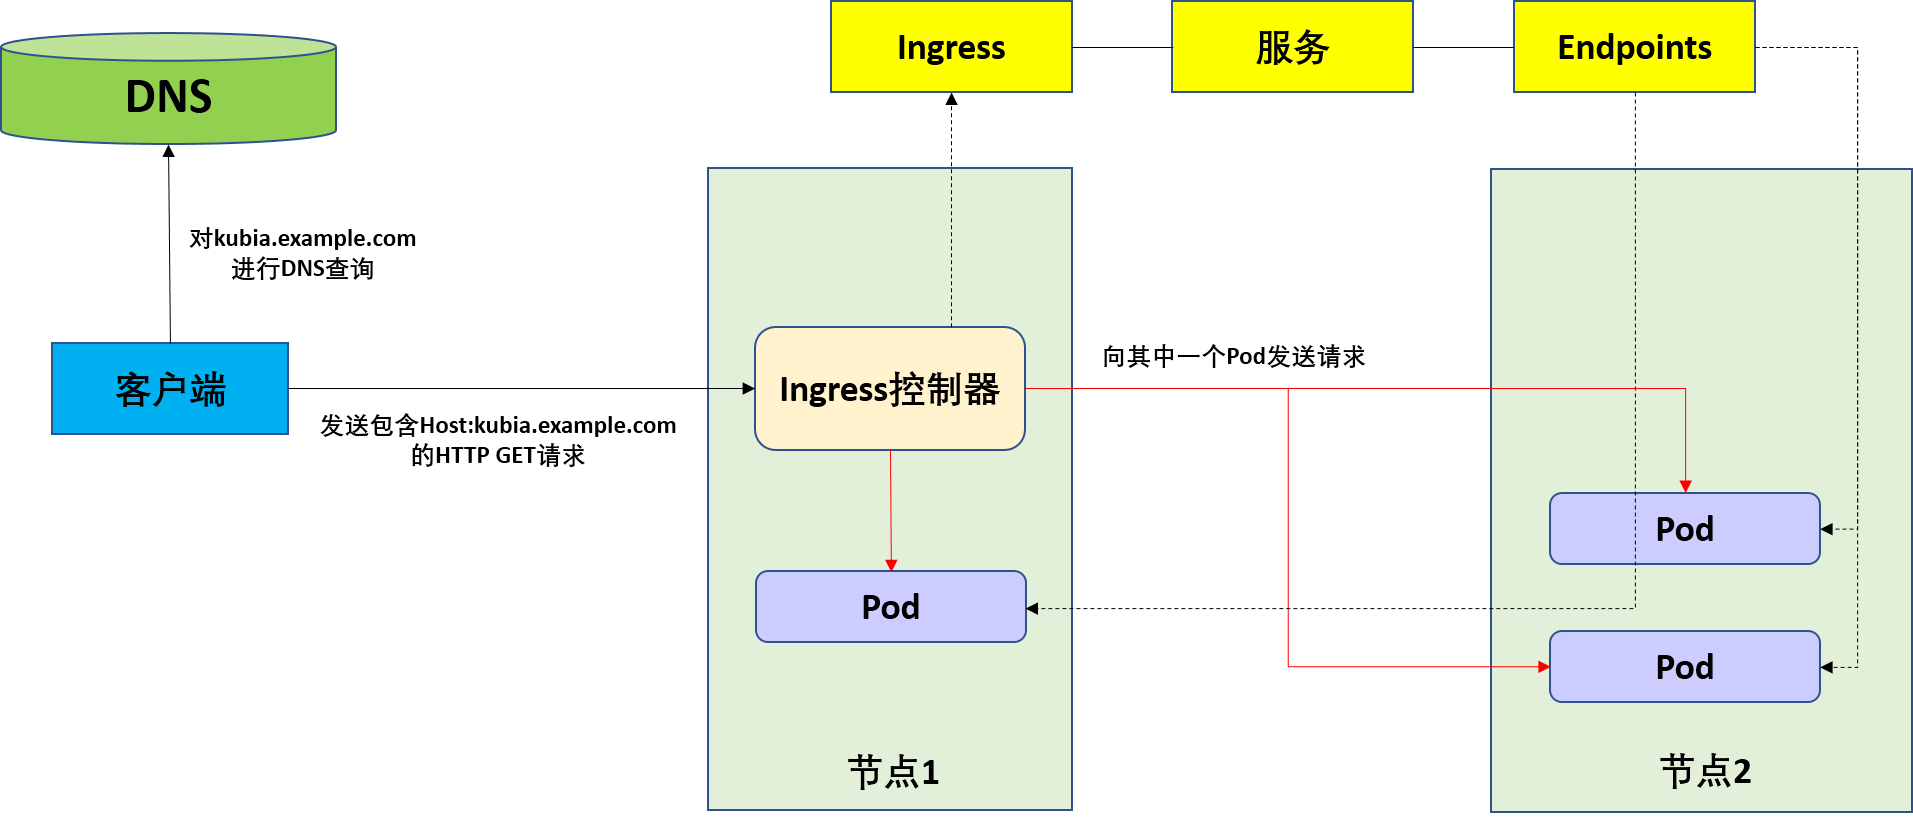 Ingress
服务
Endpoints
DNS
对kubia.example.com
进行DNS查询
客户端
发送包含Host:kubia.example.com
的HTTP GET请求
Ingress控制器
向其中一个Pod发送请求
Pod
Pod
Pod
节点1
节点2